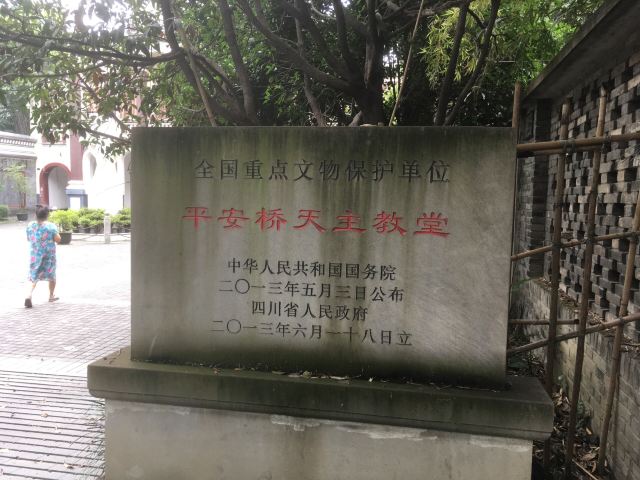 全国重点文物保护单位
平安桥天主教堂
中华人民共和国国务院
二〇一三年五月三日公布
四川省人民政府
二〇一三年六月一十八日立